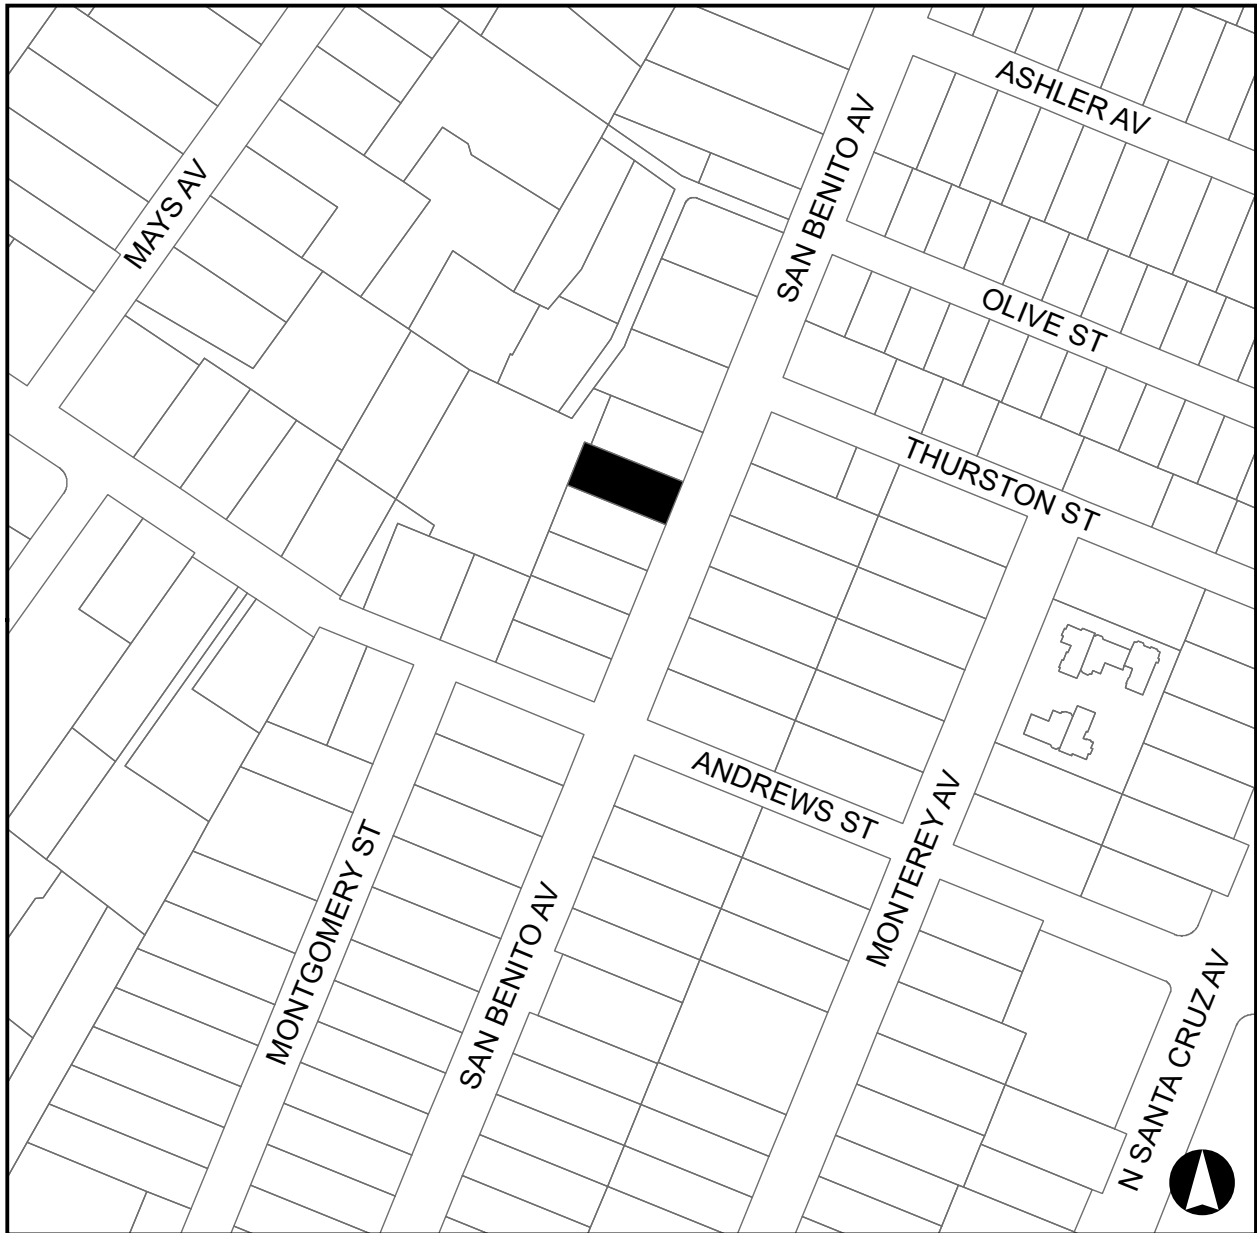 ASHLER AV
SAN BENITO AV
MAYS AV
OLIVE ST
THURSTON ST
ANDREWS ST
MONTEREY AV
MONTGOMERY ST
SAN BENITO AV
N SANTA CRUZ AV